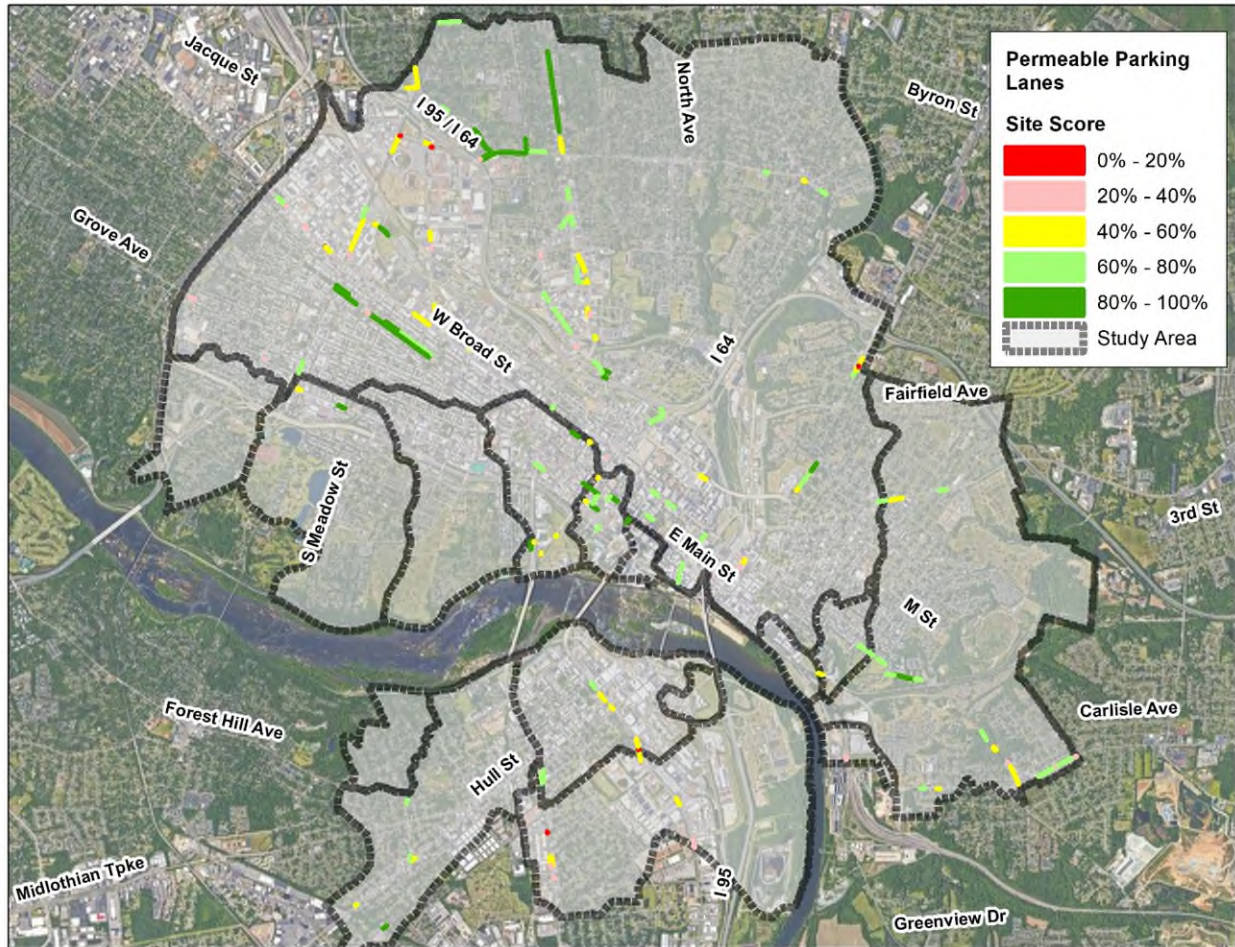 Jacque St
North Ave
Byron St
I 95 / I 64
Grove Ave
W Broad St
I 64
Fairfield Ave
3rd St
S Meadow St
E Main St
M St
Forest Hill Ave
Carlisle Ave
Hull St
Midlothian Tpke
I 95
Greenview Dr
Permeable Parking
Lanes
Site Score
0% - 20%
20% - 40%
40% - 60%
60% - 80%
80% - 100%
Study Area